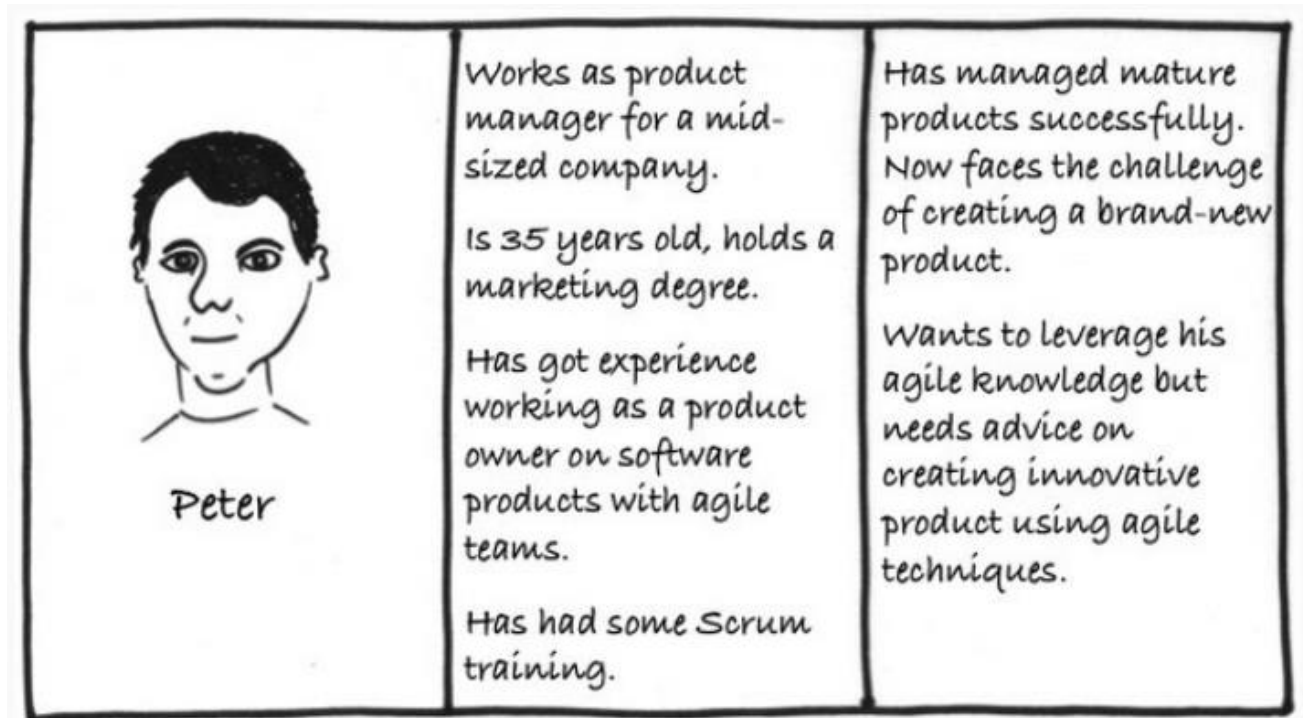 Peter
Works as product
manager for a mid-
sized company.
Is 35 years old, holds a
marketing degree.
Has got experience
working as a product
owner on software
products with agile
teams.
Has had some Scrum
training.
Has managed mature
products successfully.
Now faces the challenge
of creating a brand-new
product.
Wants to leverage his
agile knowledge but
needs advice on
creating innovative
product using agile
techniques.